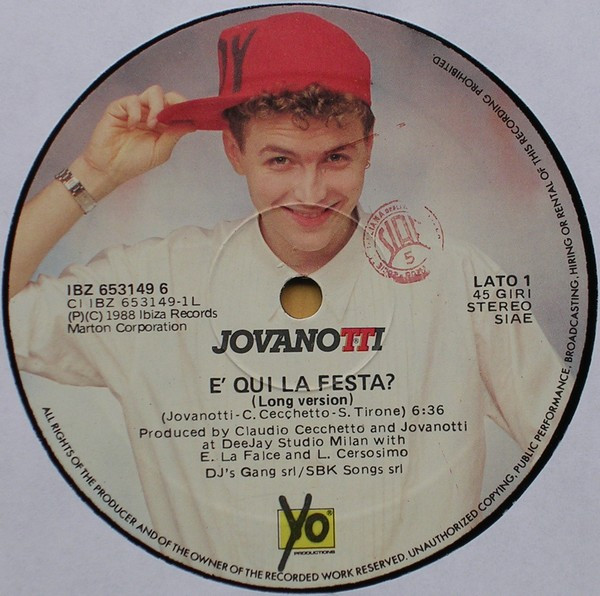 IBZ 653149 6
CI IBZ 653149-1L
(P)(C) 1988 Ibiza Records
Marton Corporation
LATO 1
45 GIRI
STEREO
SIAE
JOVANOTTI
E' QUI LA FESTA?
(Long version)
(Jovanotti-C. Cecchetto-S. Tirone) 6:36
Produced by Claudio Cecchetto and Jovanotti
at DeeJay Studio Milan with
E. La Falce and L. Cersosimo
DJ's Gang srl/SBK Songs srl
YO®
PRODUCTIONS
ALL RIGHTS OF THE PRODUCER AND OF THE OWNER OF THE RECORDED WORK RESERVED. UNAUTHORIZED COPYING, PUBLIC PERFORMANCE, BROADCASTING, HIRING OR RENTAL OF THIS RECORDING PROHIBITED.
SIAE
5